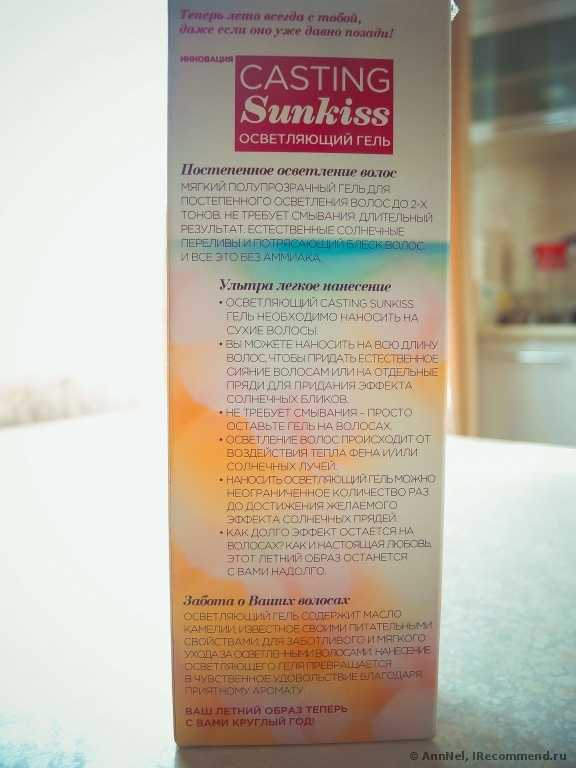 Теперь лето всегда с тобой,
даже если оно уже давно позади!
ИННОВАЦИЯ
CASTING
Sunkiss
ОСВЕТЛЯЮЩИЙ ГЕЛЬ
Постепенное осветление волос
МЯГКИЙ ПОЛУПРОЗРАЧНЫЙ ГЕЛЬ ДЛЯ
ПОСТЕПЕННОГО ОСВЕТЛЕНИЯ ВОЛОС ДО 2-Х
ТОНОВ. НЕ ТРЕБУЕТ СМЫВАНИЯ. ДЛИТЕЛЬНЫЙ
РЕЗУЛЬТАТ. ЕСТЕСТВЕННЫЕ СОЛНЕЧНЫЕ
ПЕРЕЛИВЫ И ПОТРЯСАЮЩИЙ БЛЕСК ВОЛОС.
И ВСЕ ЭТО БЕЗ АММИАКА.
Ультра легкое нанесение
• ОСВЕТЛЯЮЩИЙ CASTING SUNKISS
ГЕЛЬ НЕОБХОДИМО НАНОСИТЬ НА
СУХИЕ ВОЛОСЫ.
• ВЫ МОЖЕТЕ НАНОСИТЬ НА ВСЮ ДЛИНУ
ВОЛОС, ЧТОБЫ ПРИДАТЬ ЕСТЕСТВЕННОЕ
СИЯНИЕ ВОЛОСАМ ИЛИ НА ОТДЕЛЬНЫЕ
ПРЯДИ ДЛЯ ПРИДАНИЯ ЭФФЕКТА
СОЛНЕЧНЫХ БЛИКОВ.
• НЕ ТРЕБУЕТ СМЫВАНИЯ – ПРОСТО
ОСТАВЬТЕ ГЕЛЬ НА ВОЛОСАХ.
• ОСВЕТЛЕНИЕ ВОЛОС ПРОИСХОДИТ ОТ
ВОЗДЕЙСТВИЯ ТЕПЛА ФЕНА И/ИЛИ
СОЛНЕЧНЫХ ЛУЧЕЙ.
• НАНОСИТЬ ОСВЕТЛЯЮЩИЙ ГЕЛЬ МОЖНО
НЕОГРАНИЧЕННОЕ КОЛИЧЕСТВО РАЗ
ДО ДОСТИЖЕНИЯ ЖЕЛАЕМОГО
ЭФФЕКТА СОЛНЕЧНЫХ ПРЯДЕЙ.
• КАК ДОЛГО ЭФФЕКТ ОСТАЕТСЯ НА
ВОЛОСАХ? КАК И НАСТОЯЩАЯ ЛЮБОВЬ,
ЭТОТ ЛЕТНИЙ ОБРАЗ ОСТАНЕТСЯ
С ВАМИ НАДОЛГО.
Забота о Ваших волосах
ОСВЕТЛЯЮЩИЙ ГЕЛЬ СОДЕРЖИТ МАСЛО
КАМЕЛИИ, ИЗВЕСТНОЕ СВОИМИ ПИТАТЕЛЬНЫМИ
СВОЙСТВАМИ, ДЛЯ ЗАБОТЛИВОГО И МЯГКОГО
УХОДА ЗА ОСВЕТЛЕННЫМИ ВОЛОСАМИ. НАНЕСЕНИЕ
ОСВЕТЛЯЮЩЕГО ГЕЛЯ ПРЕВРАЩАЕТСЯ
В ЧУВСТВЕННОЕ УДОВОЛЬСТВИЕ БЛАГОДАРЯ
ПРИЯТНОМУ АРОМАТУ.
ВАШ ЛЕТНИЙ ОБРАЗ ТЕПЕРЬ
С ВАМИ КРУГЛЫЙ ГОД!
© AnnNel, IRecommend.ru